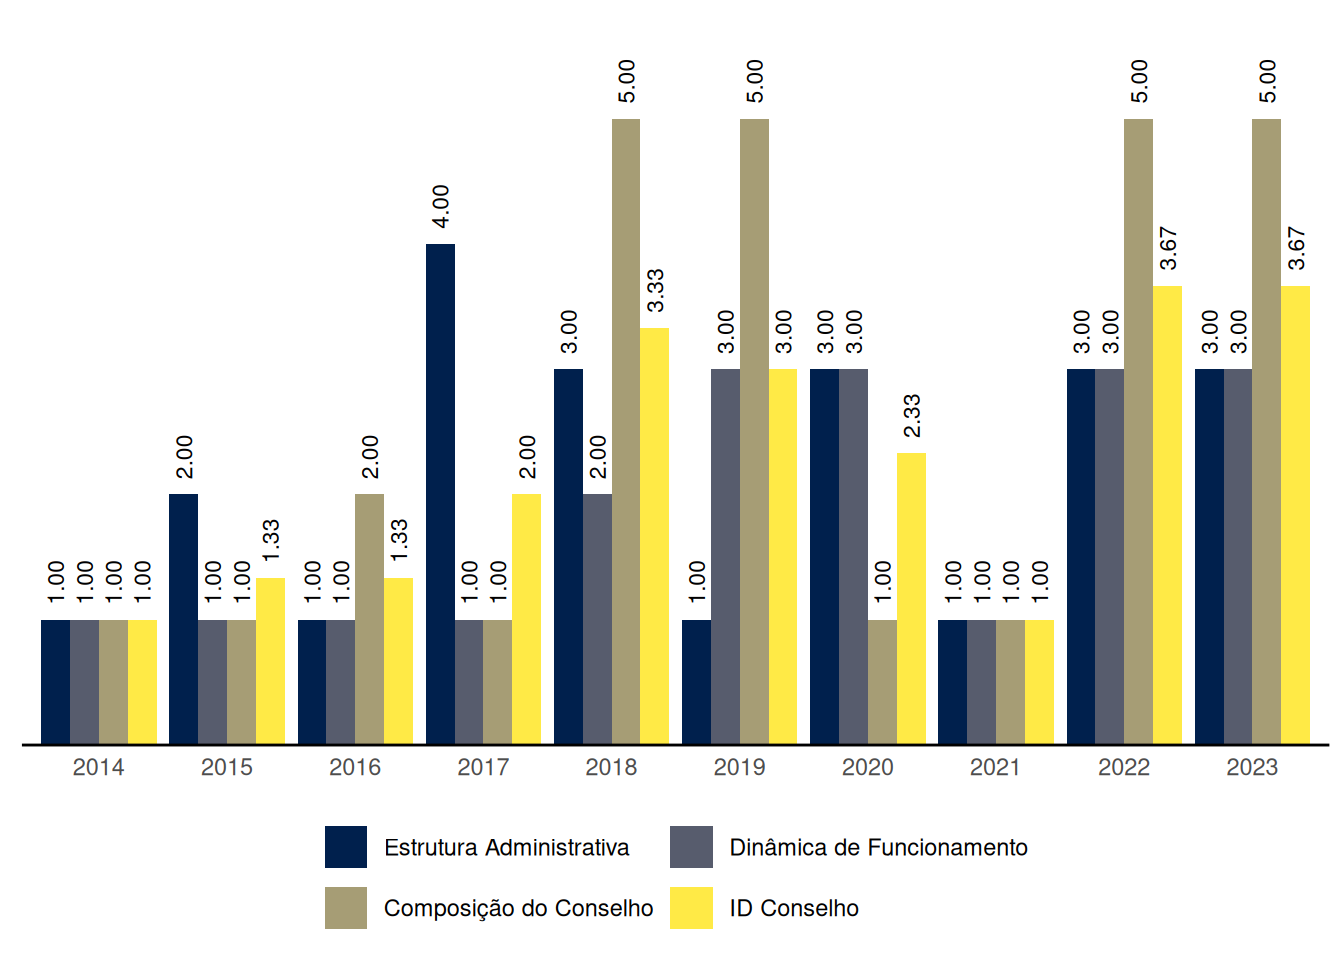 1.00 1.00 1.00 1.00
2.00 1.00 1.00 1.33
1.00 1.00 2.00 1.33
4.00 1.00 1.00 2.00
3.00 2.00 5.00 3.33
1.00 3.00 5.00 3.00
3.00 3.00 1.00 2.33
1.00 1.00 1.00 1.00
3.00 3.00 5.00 3.67
3.00 3.00 5.00 3.67
2014 2015 2016 2017 2018 2019 2020 2021 2022 2023
Estrutura Administrativa Dinâmica de Funcionamento
Composição do Conselho ID Conselho